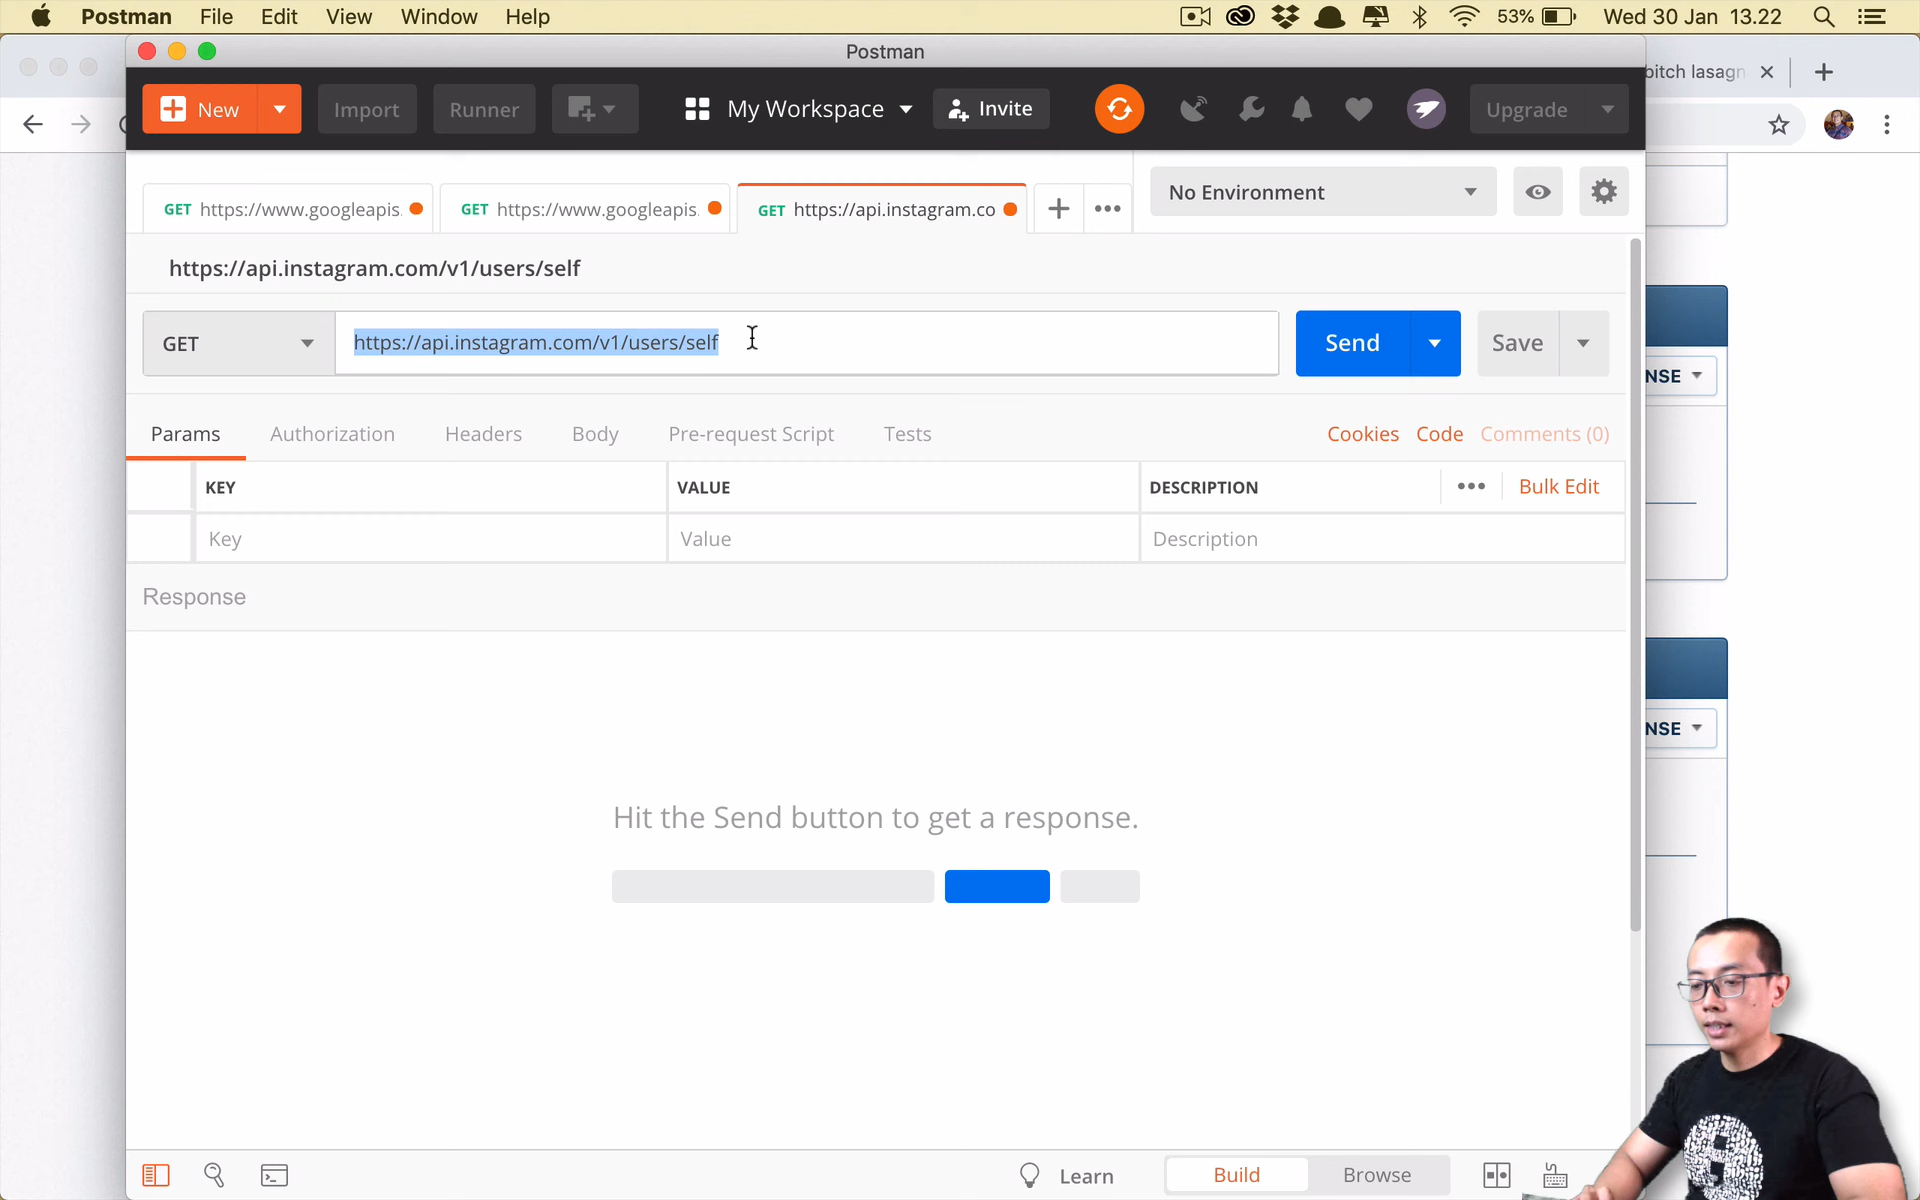 Postman File Edit View Window Help 53% Wed 30 Jan 13.22
Postman
bitch lasagn
New Import Runner My Workspace Invite Upgrade
GET https://www.googleapis. GET https://www.googleapis. GET https://api.instagram.co No Environment
https://api.instagram.com/v1/users/self
GET https://api.instagram.com/v1/users/self Send Save
NSE
Params Authorization Headers Body Pre-request Script Tests Cookies Code Comments (0)
KEY VALUE DESCRIPTION Bulk Edit
Key Value Description
Response
NSE
Hit the Send button to get a response.
Learn Build Browse